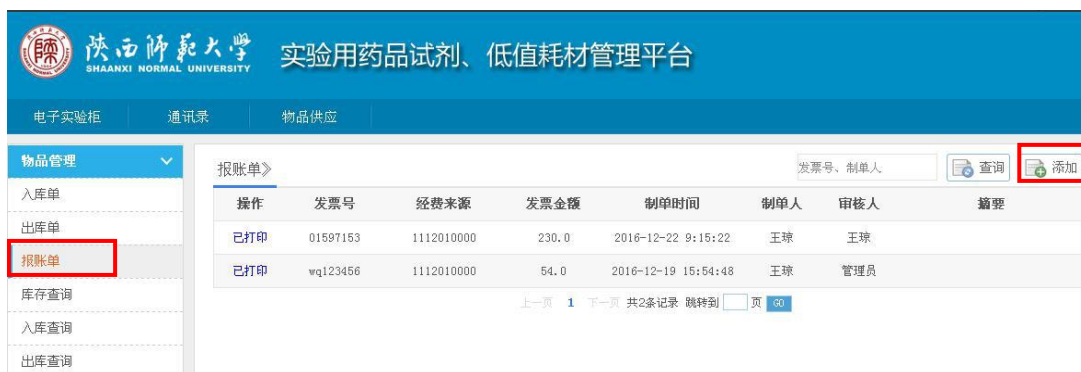 陕西师范大学
SHAANXI NORMAL UNIVERSITY
实验用药品试剂、低值耗材管理平台
电子实验柜 通讯录 物品供应
物品管理
入库单
出库单
报账单
库存查询
入库查询
出库查询
报账单》 发票号、制单人 查询 添加
操作 发票号 经费来源 发票金额 制单时间 制单人 审核人 摘要
已打印 01597153 1112010000 230.0 2016-12-22 9:15:22 王琼 王琼
已打印 wq123456 1112010000 54.0 2016-12-19 15:54:48 王琼 管理员
上一页 1 下一页 共2条记录 跳转到 页 GO